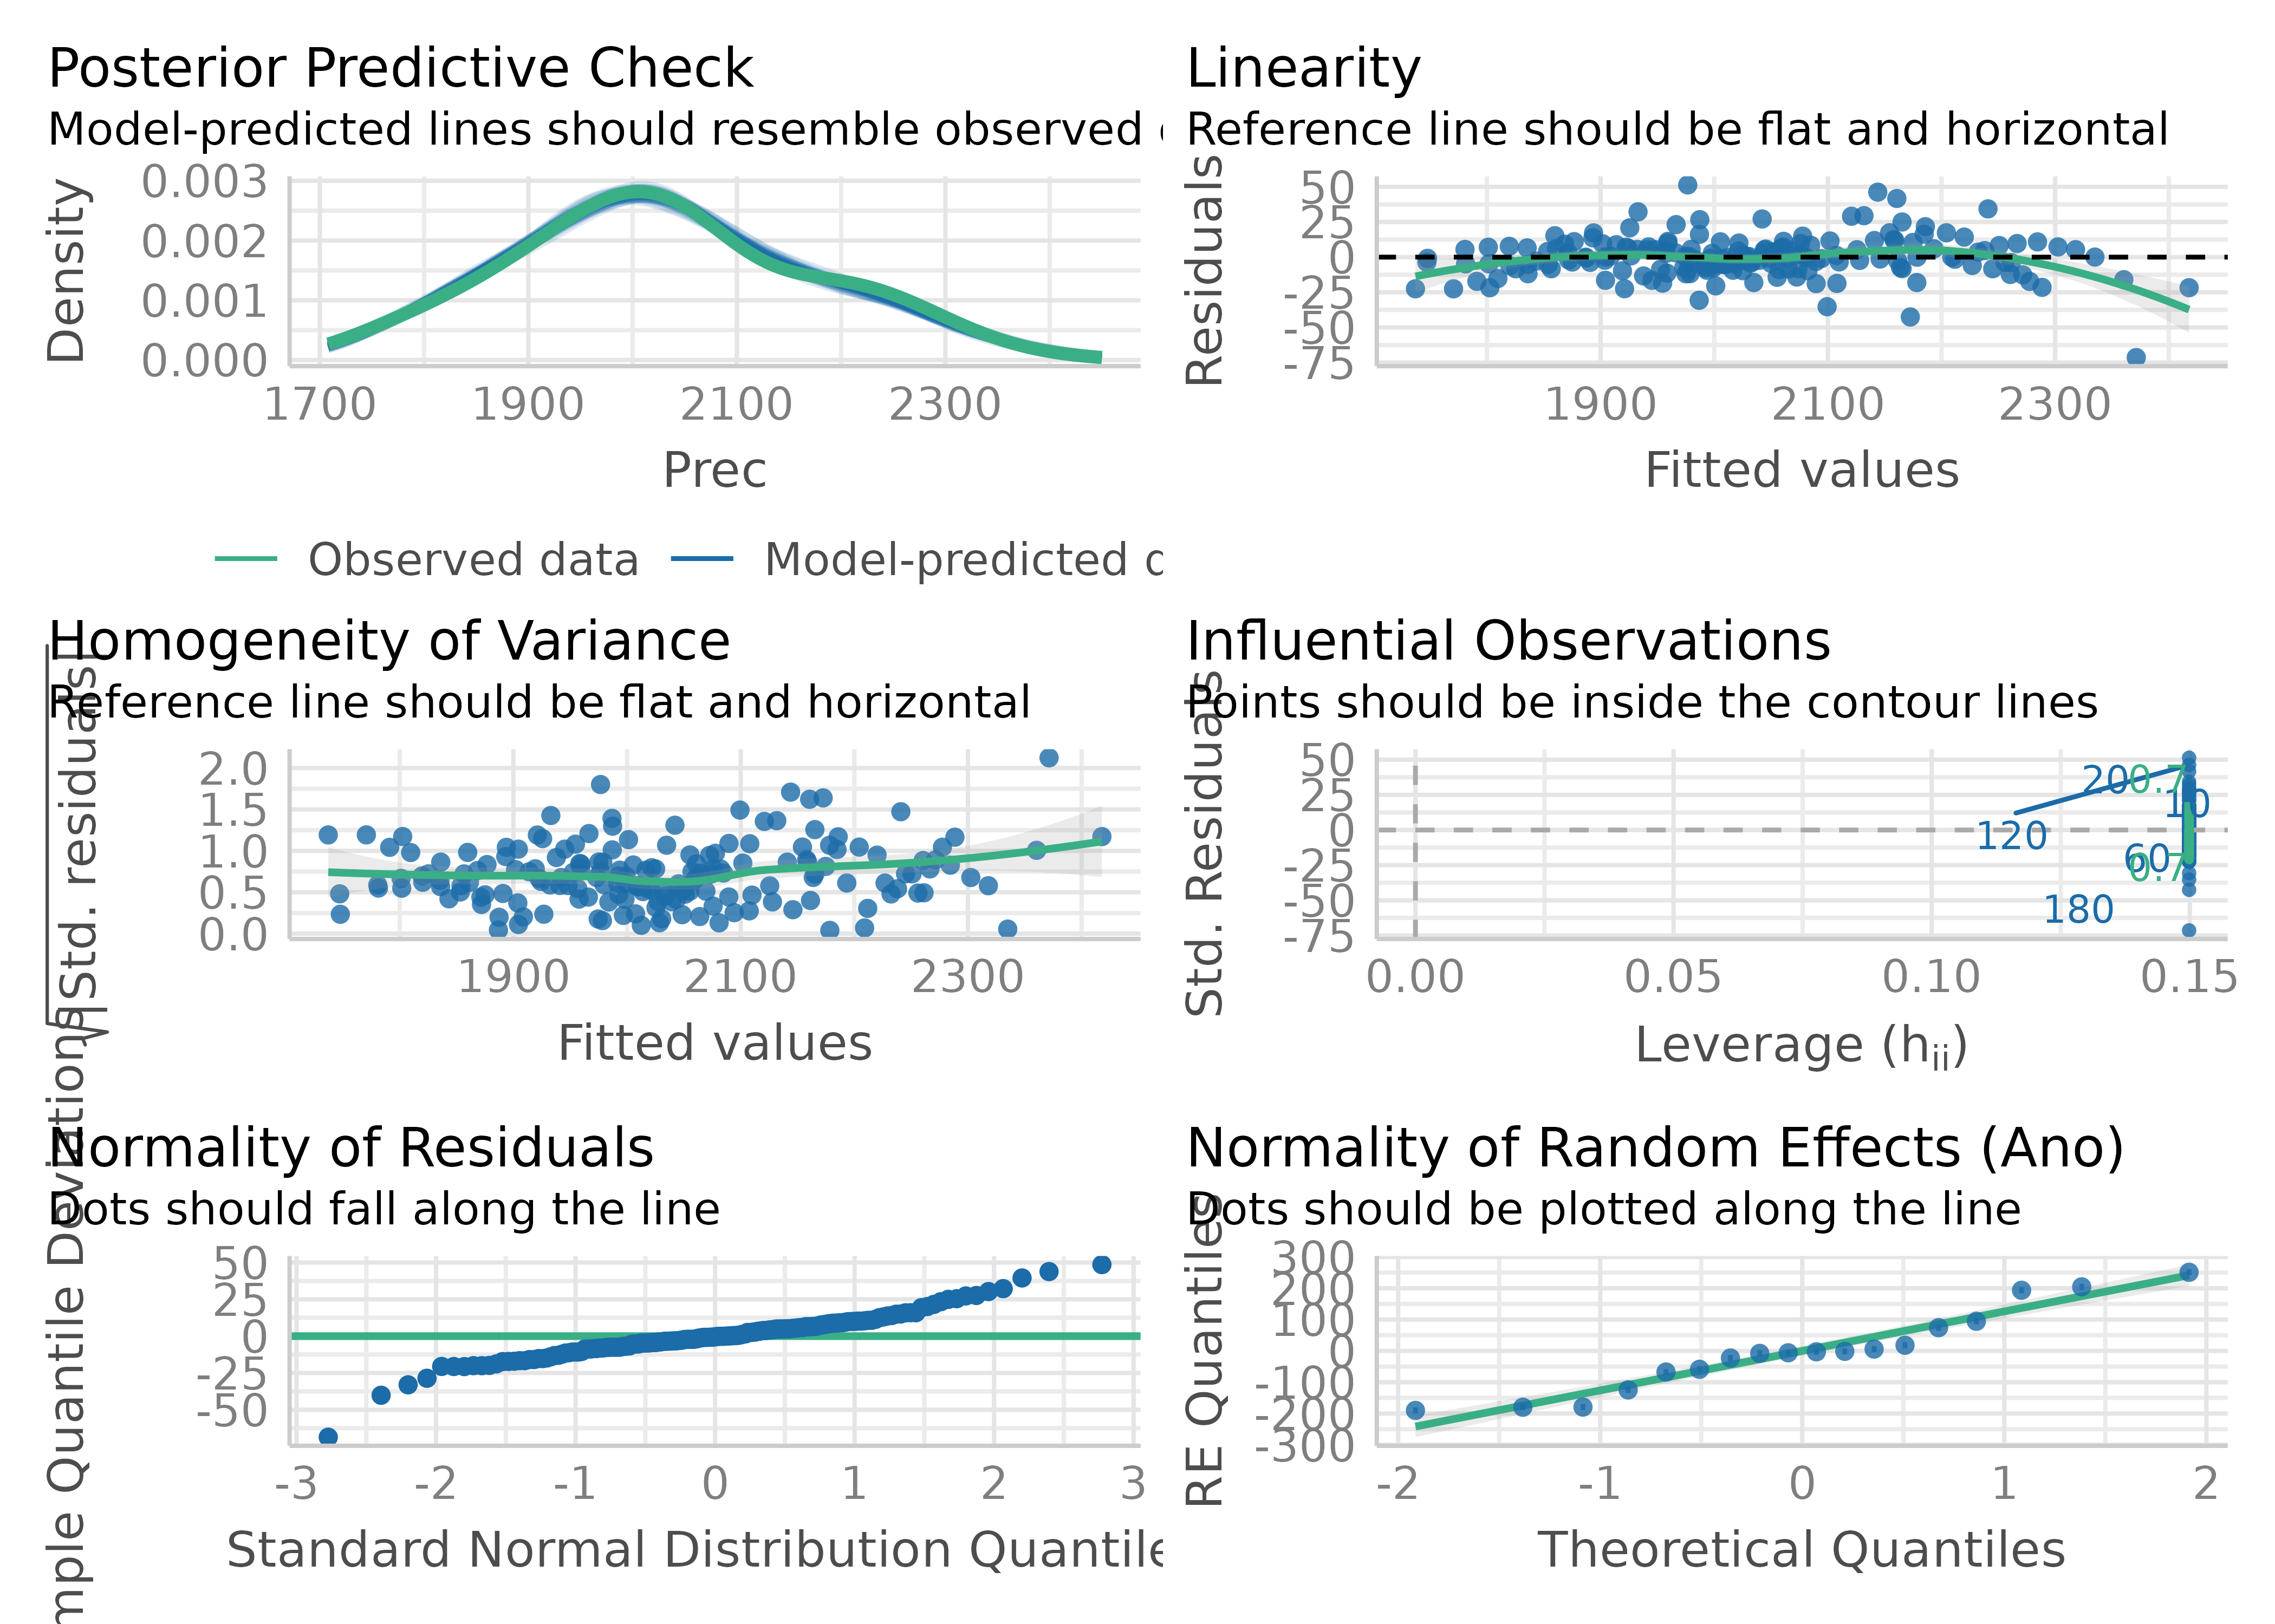 Posterior Predictive Check
Model-predicted lines should resemble observed
Density
0.003
0.002
0.001
0.000
1700 1900 2100 2300
Prec
Observed data Model-predicted
Linearity
Reference line should be flat and horizontal
Residuals
50
25
0
-25
-50
-75
1900 2100 2300
Fitted values
Homogeneity of Variance
Reference line should be flat and horizontal
√|Std. residuals|
2.0
1.5
1.0
0.5
0.0
1900 2100 2300
Fitted values
Influential Observations
Points should be inside the contour lines
Std. Residuals
50
25
0
-25
-50
-75
200.7
10
120
60
0.7
180
0.00 0.05 0.10 0.15
Leverage (hii)
Normality of Residuals
Dots should fall along the line
Quantile Deviations
50
25
0
-25
-50
-3 -2 -1 0 1 2 3
Standard Normal Distribution Quantile
Normality of Random Effects (Ano)
Dots should be plotted along the line
RE Quantiles
300
200
100
0
-100
-200
-300
-2 -1 0 1 2
Theoretical Quantiles